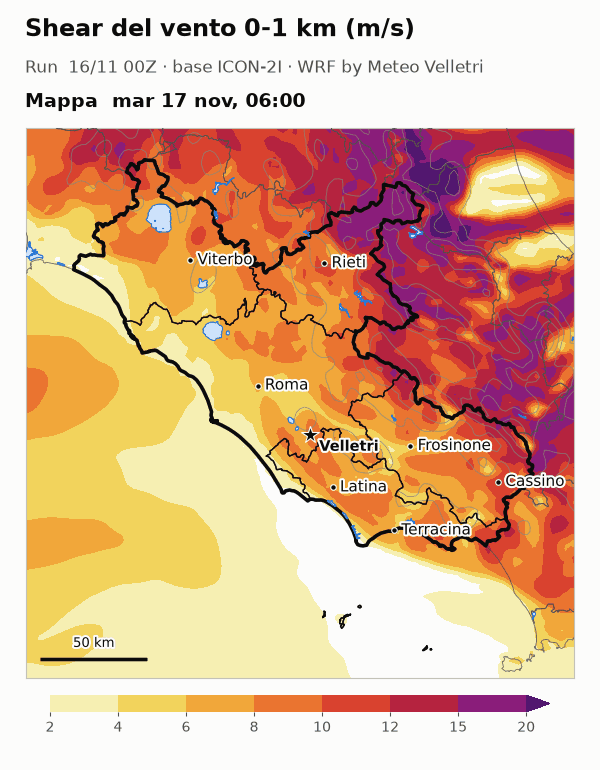 Shear del vento 0-1 km (m/s)
Run  16/11 00Z · base ICON-2I · WRF by Meteo Velletri
Mappa  mar 17 nov, 06:00
Viterbo
Rieti
Roma
Velletri
Frosinone
Latina
Cassino
Terracina
50 km
2 4 6 8 10 12 15 20